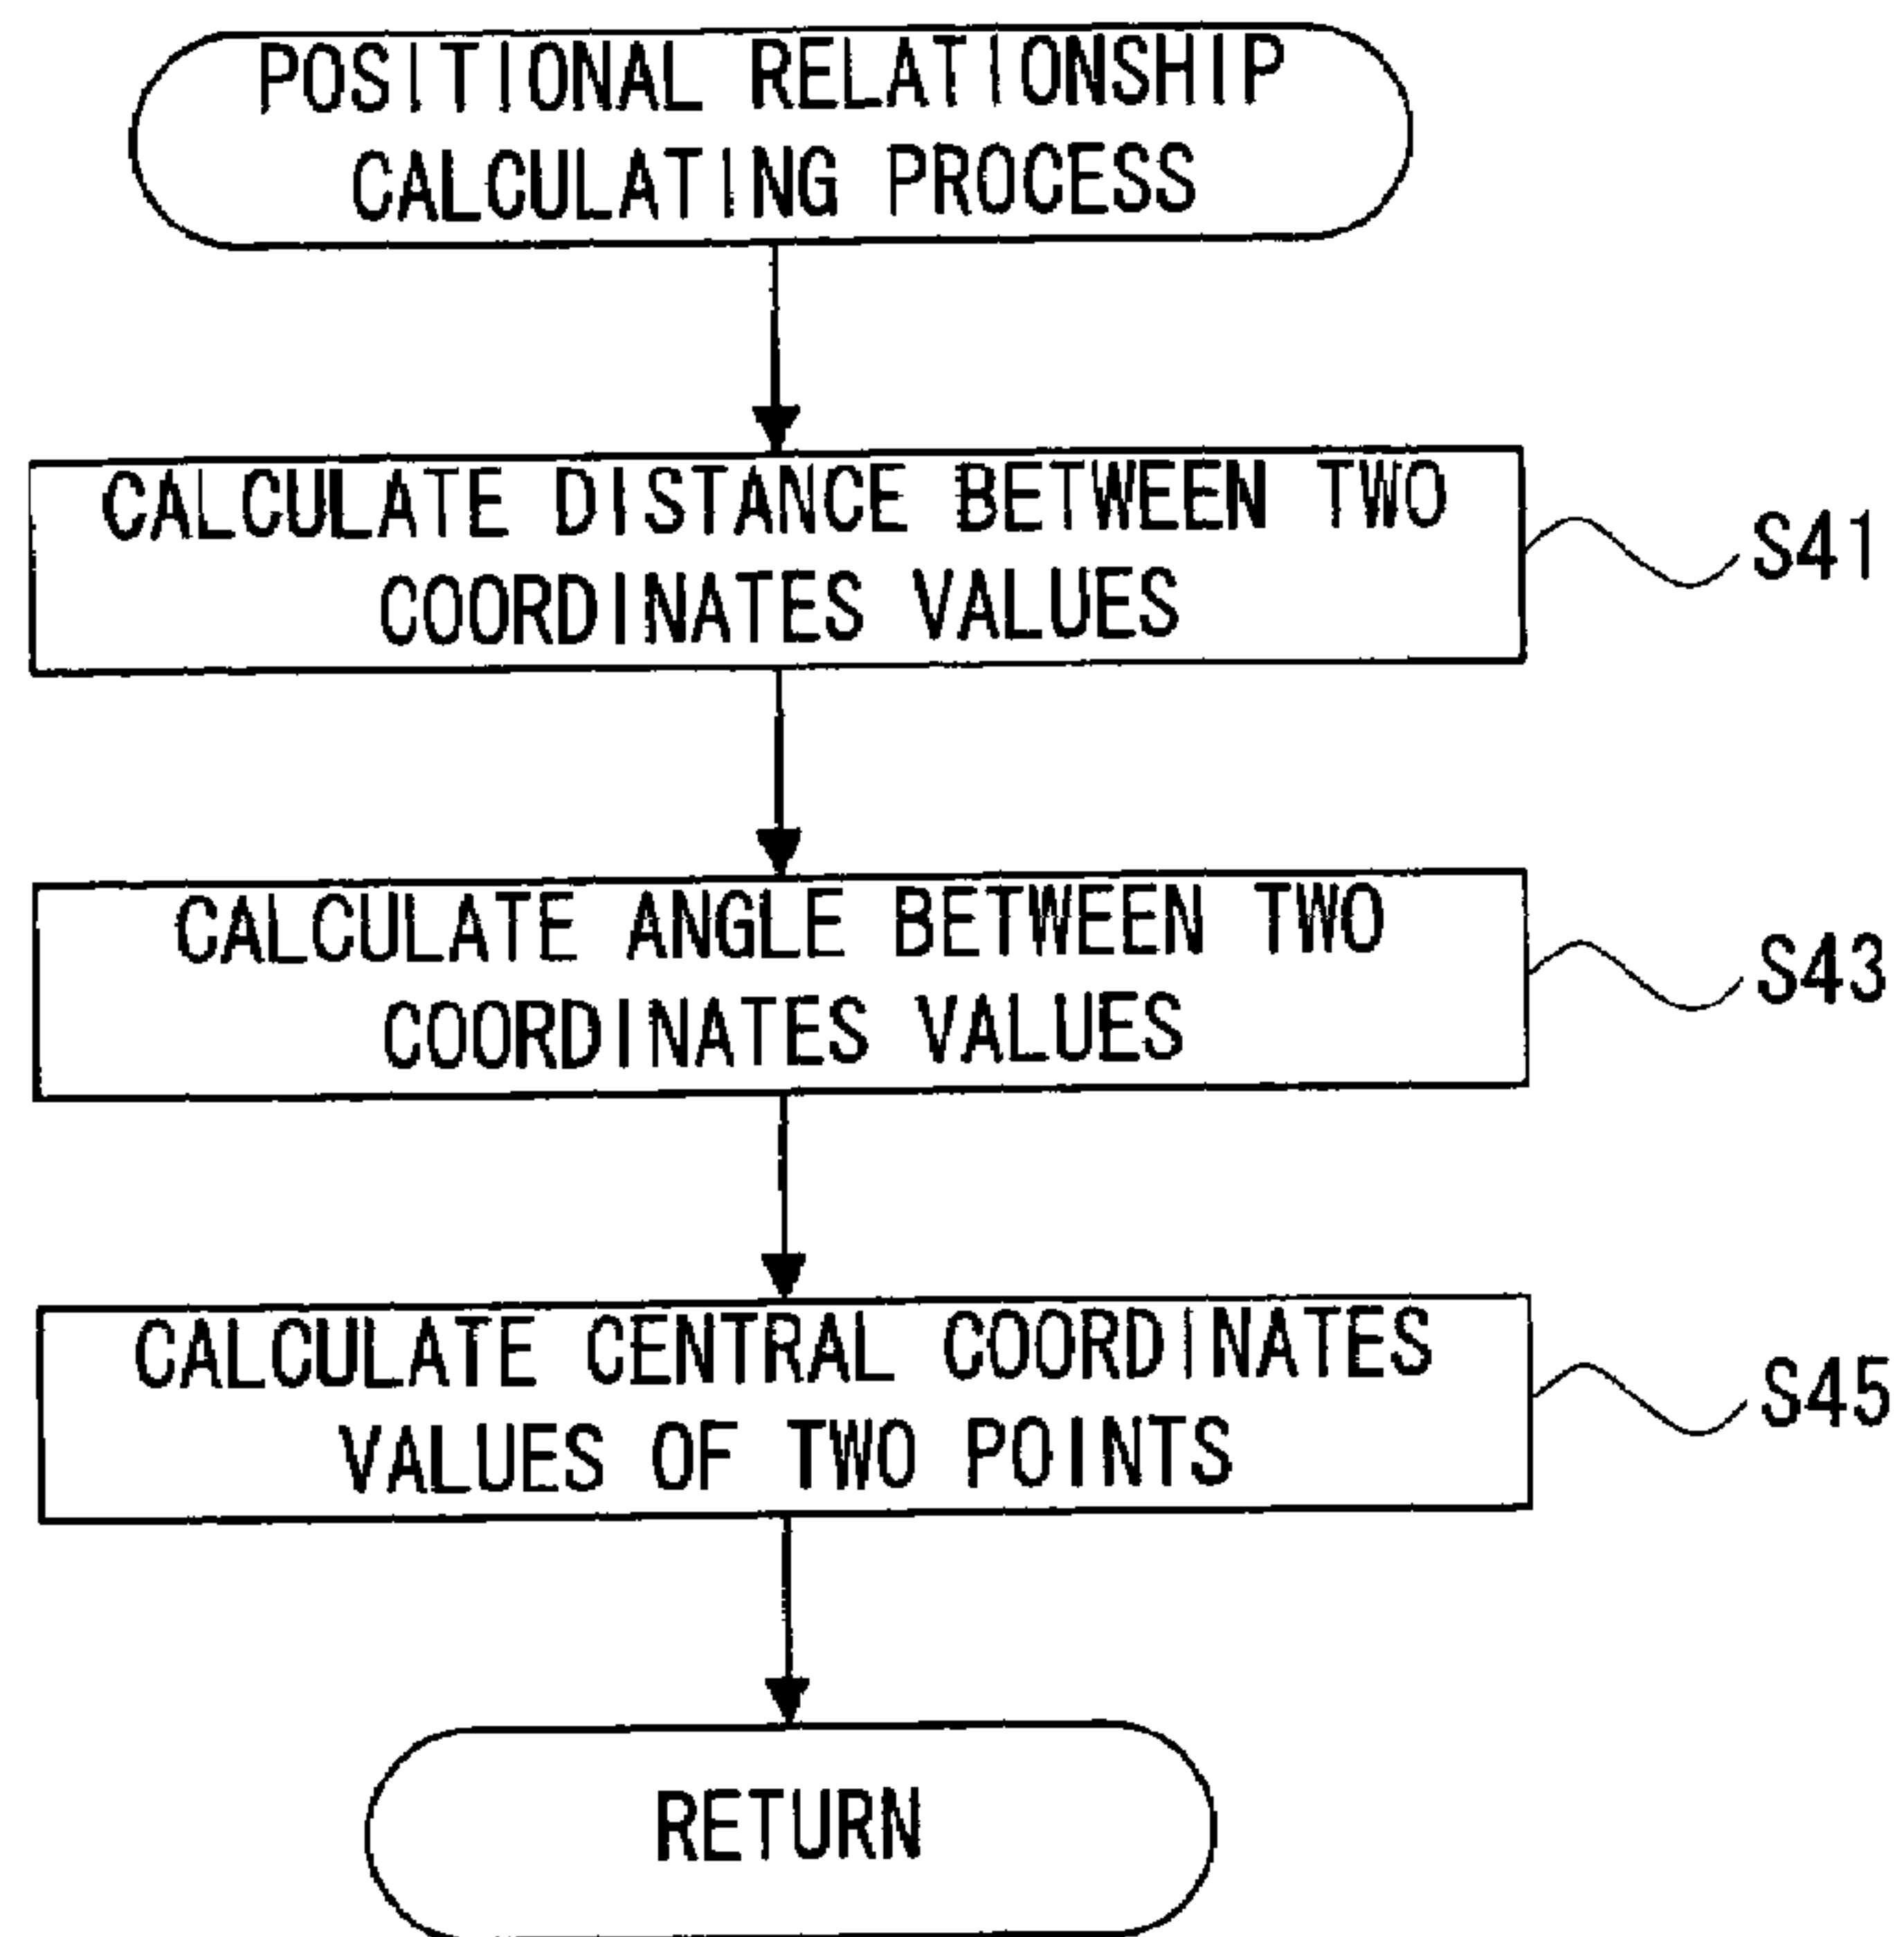 POSITIONAL RELATIONSHIP
CALCULATING PROCESS
CALCULATE DISTANCE BETWEEN TWO
COORDINATES VALUES
S41
CALCULATE ANGLE BETWEEN TWO
COORDINATES VALUES
S43
CALCULATE CENTRAL COORDINATES
VALUES OF TWO POINTS
S45
RETURN